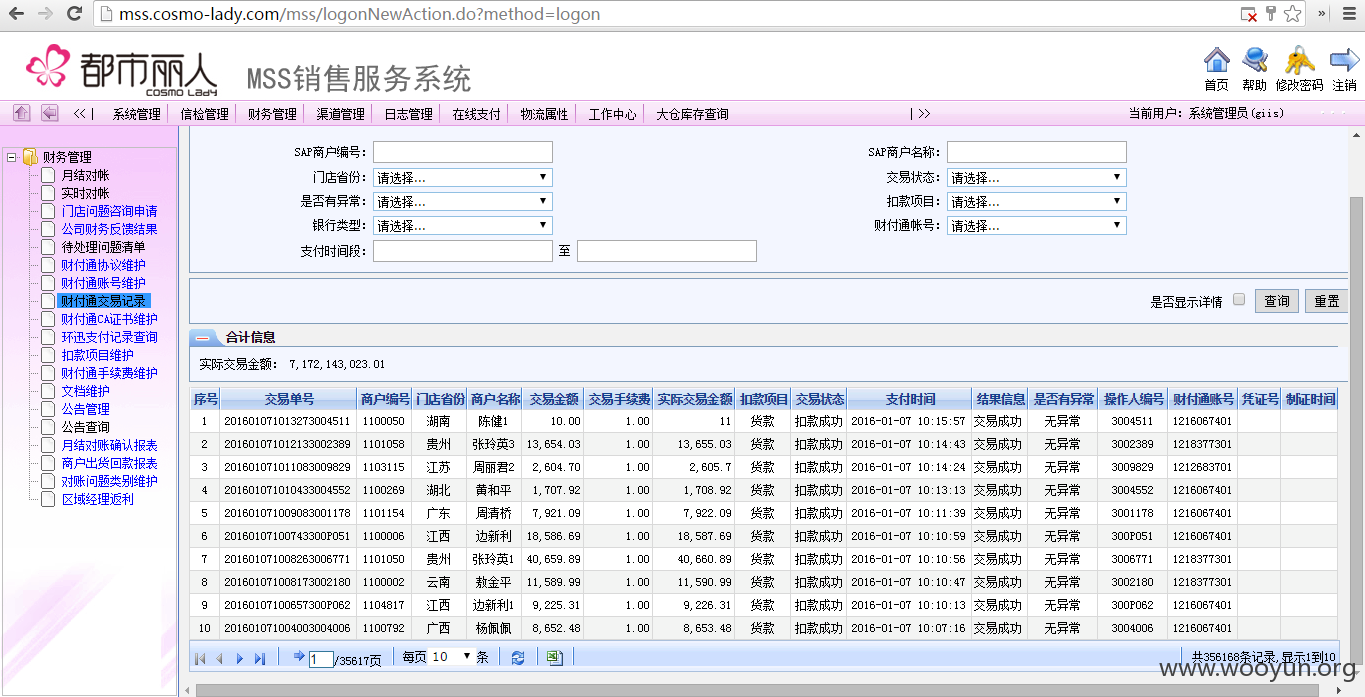 mss.cosmo-lady.com/mss/logonNewAction.do?method=logon
都市丽人 COSMO LADY MSS销售服务系统
首页 帮助 修改密码 注销
系统管理 信检管理 财务管理 渠道管理 日志管理 在线支付 物流属性 工作中心 大仓库存查询 当前用户：系统管理员(giis)
财务管理
月结对帐
实时对帐
门店问题咨询申请
公司财务反馈结果
待处理问题清单
财付通协议维护
财付通账号维护
财付通交易记录
财付通CA证书维护
环迅支付记录查询
扣款项目维护
财付通手续费维护
文档维护
公告管理
公告查询
月结对账确认报表
商户出货回款报表
对账问题类别维护
区域经理返利
SAP商户编号： SAP商户名称：
门店省份： 请选择... 交易状态： 请选择...
是否有异常： 请选择... 扣款项目： 请选择...
银行类型： 请选择... 财付通帐号： 请选择...
支付时间段： 至
是否显示详情 查询 重置
合计信息
实际交易金额： 7,172,143,023.01
序号 交易单号 商户编号 门店省份 商户名称 交易金额 交易手续费 实际交易金额 扣款项目 交易状态 支付时间 结果信息 是否有异常 操作人编号 财付通账号 凭证号 制证时间
1 201601071013273004511 1100050 湖南 陈健1 10.00 1.00 11 货款 扣款成功 2016-01-07 10:15:57 交易成功 无异常 3004511 1216067401
2 201601071012133002389 1101058 贵州 张玲英3 13,654.03 1.00 13,655.03 货款 扣款成功 2016-01-07 10:14:43 交易成功 无异常 3002389 1218377301
3 201601071011083009829 1103115 江苏 周丽君2 2,604.70 1.00 2,605.7 货款 扣款成功 2016-01-07 10:14:24 交易成功 无异常 3009829 1212683701
4 201601071010433004552 1100269 湖北 黄和平 1,707.92 1.00 1,708.92 货款 扣款成功 2016-01-07 10:13:13 交易成功 无异常 3004552 1216067401
5 201601071009083001178 1101154 广东 周清桥 7,921.09 1.00 7,922.09 货款 扣款成功 2016-01-07 10:11:39 交易成功 无异常 3001178 1216067401
6 20160107100743300P051 1100006 江西 边新利 18,586.69 1.00 18,587.69 货款 扣款成功 2016-01-07 10:10:59 交易成功 无异常 300P051 1216067401
7 201601071008263006771 1101050 贵州 张玲英1 40,659.89 1.00 40,660.89 货款 扣款成功 2016-01-07 10:10:56 交易成功 无异常 3006771 1218377301
8 201601071008173002180 1100002 云南 敖金平 11,589.99 1.00 11,590.99 货款 扣款成功 2016-01-07 10:10:47 交易成功 无异常 3002180 1218377301
9 20160107100657300P062 1104817 江西 边新利1 9,225.31 1.00 9,226.31 货款 扣款成功 2016-01-07 10:10:13 交易成功 无异常 300P062 1216067401
10 201601071004003004006 1100792 广西 杨佩佩 8,652.48 1.00 8,653.48 货款 扣款成功 2016-01-07 10:07:16 交易成功 无异常 3004006 1216067401
1 /35617页 每页 10 条 共356168条记录,显示1到10
www.wooyun.org